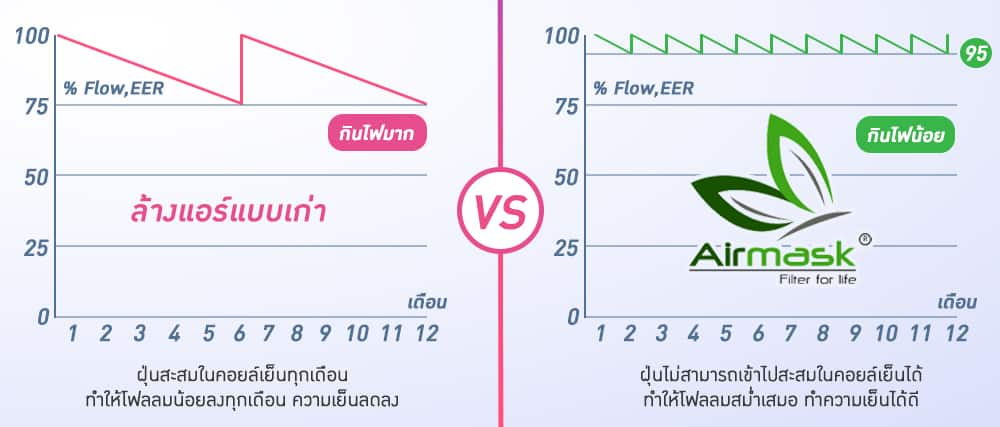 100
% Flow,EER
75
กินไฟมาก
50
ล้างแอร์แบบเก่า
25
เดือน
0
1 2 3 4 5 6 7 8 9 10 11 12
ฝุ่นสะสมในคอยล์เย็นทุกเดือน
ทำให้โฟลลมน้อยลงทุกเดือน ความเย็นลดลง
VS
100
95
% Flow,EER
75
กินไฟน้อย
50
25
Airmask®
Filter for life
เดือน
0
1 2 3 4 5 6 7 8 9 10 11 12
ฝุ่นไม่สามารถเข้าไปสะสมในคอยล์เย็นได้
ทำให้โฟลลมสม่ำเสมอ ทำความเย็นได้ดี